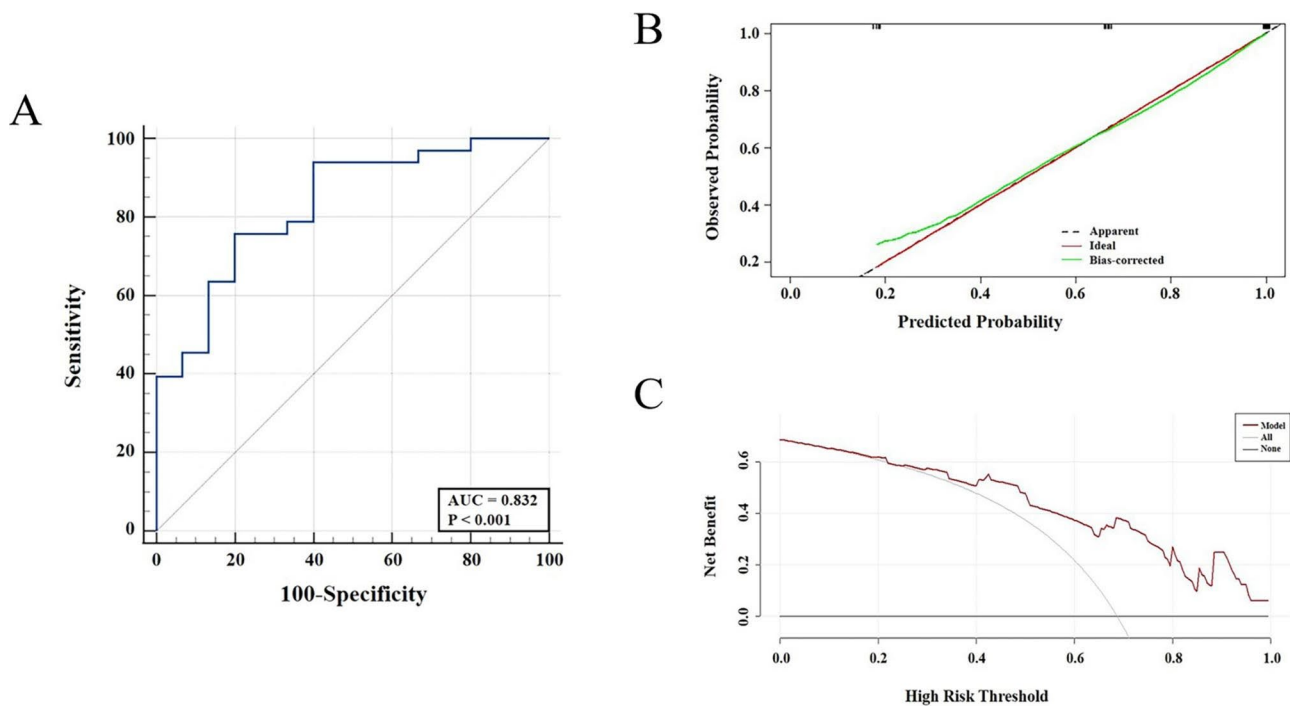 A
100
80
60
40
20
0
Sensitivity
AUC = 0.832
P < 0.001
0 20 40 60 80 100
100-Specificity
B
1.0
0.8
0.6
0.4
0.2
Observed Probability
Apparent
Ideal
Bias-corrected
0.0 0.2 0.4 0.6 0.8 1.0
Predicted Probability
C
0.6
0.4
0.2
0.0
Net Benefit
Model
All
None
0.0 0.2 0.4 0.6 0.8 1.0
High Risk Threshold